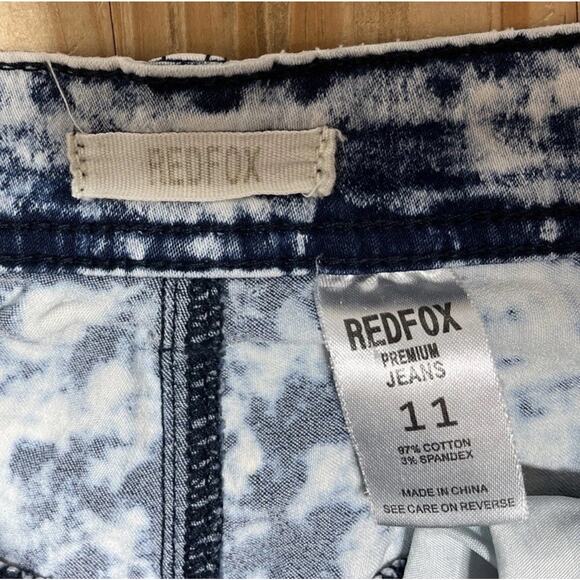 REDFOX
REDFOX
PREMIUM
JEANS
11
97% COTTON
3% SPANDEX
MADE IN CHINA
SEE CARE ON REVERSE